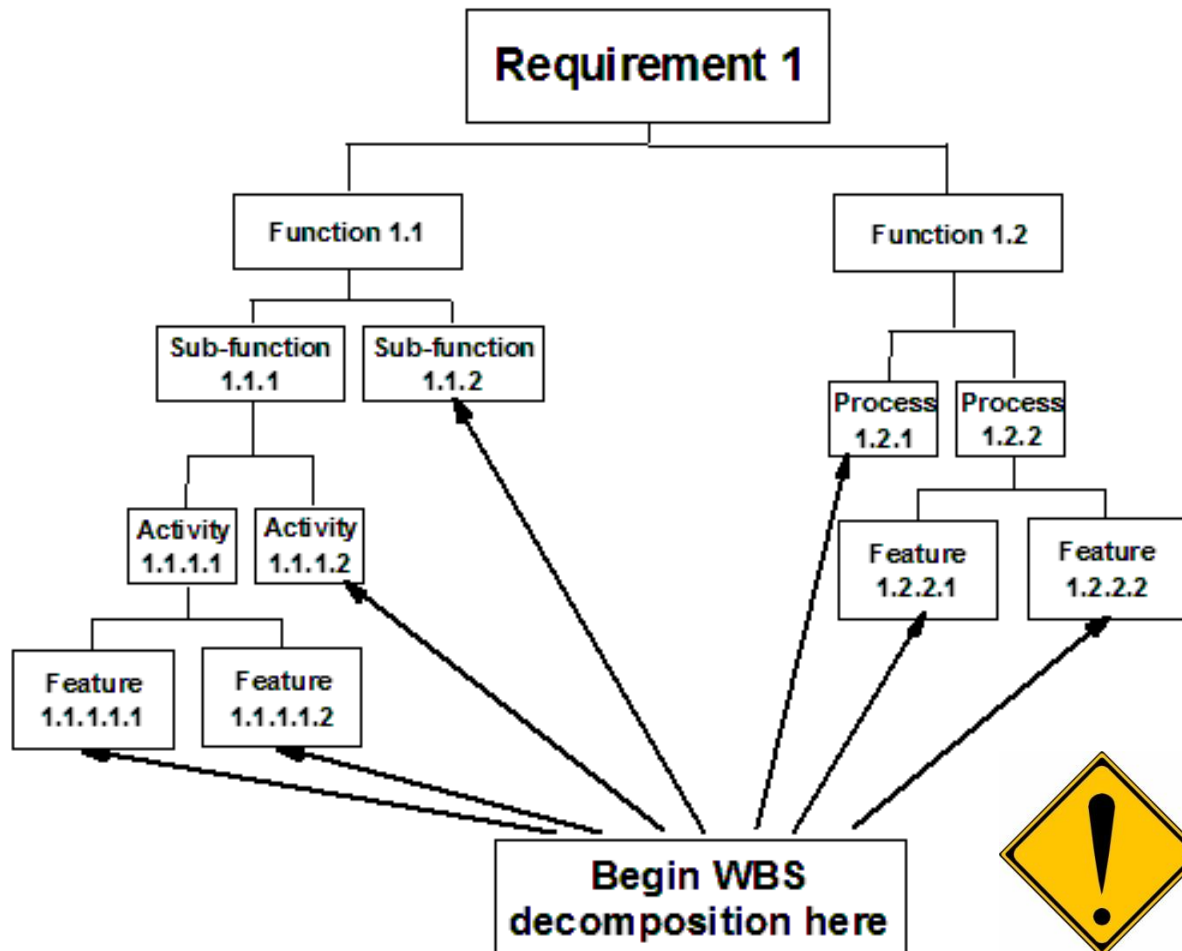 Requirement 1
Function 1.1
Function 1.2
Sub-function
1.1.1
Sub-function
1.1.2
Process
1.2.1
Process
1.2.2
Activity
1.1.1.1
Activity
1.1.1.2
Feature
1.2.2.1
Feature
1.2.2.2
Feature
1.1.1.1.1
Feature
1.1.1.1.2
Begin WBS
decomposition here